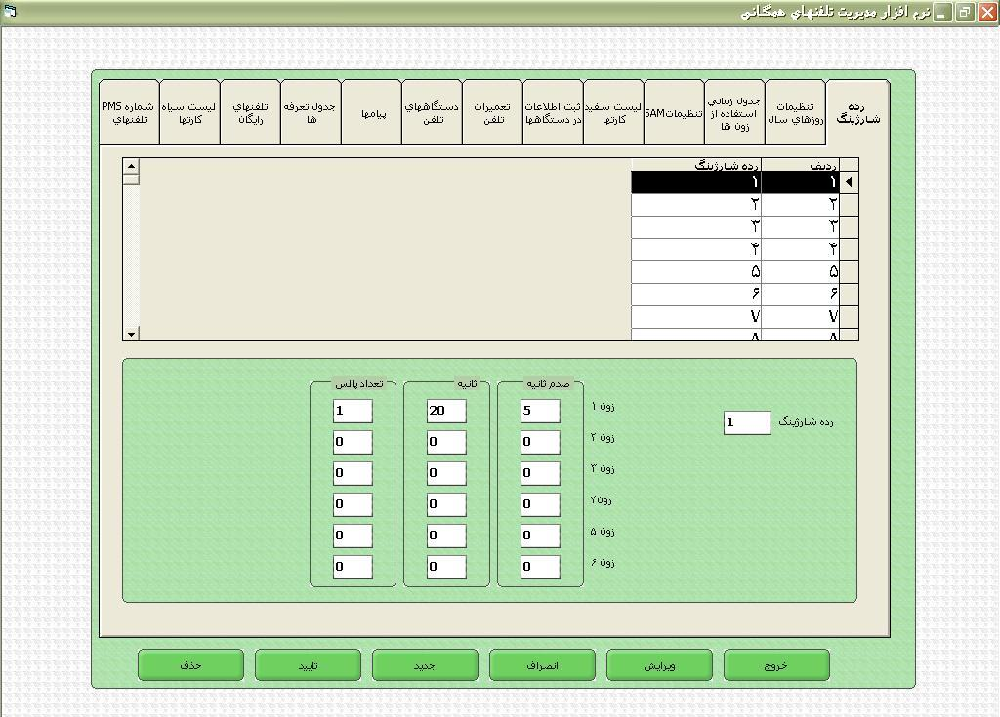 نرم افزار مديريت تلفنهاي همگاني
رده
شارژينگ
تنظيمات
روزهاي سال
جدول زماني
استفاده از
زون ها
تنظيماتSAM
ليست سفيد
كارتها
ثبت اطلاعات
در دستگاهها
تعميرات
تلفن
دستگاههاي
تلفن
پيامها
جدول تعرفه
ها
تلفنهاي
رايگان
ليست سياه
كارتها
شماره PMS
تلفنهاي
رديف رده شارژينگ
۱ ۱
۲ ۲
۳ ۳
۴ ۴
۵ ۵
۶ ۶
۷ ۷
۸ ۸
رده شارژينگ 1
صدم ثانيه ثانيه تعداد پالس
زون ۱ 5 20 1
زون ۲ 0 0 0
زون ۳ 0 0 0
زون۴ 0 0 0
زون ۵ 0 0 0
زون ۶ 0 0 0
خروج ويرايش انصراف جديد تاييد حذف